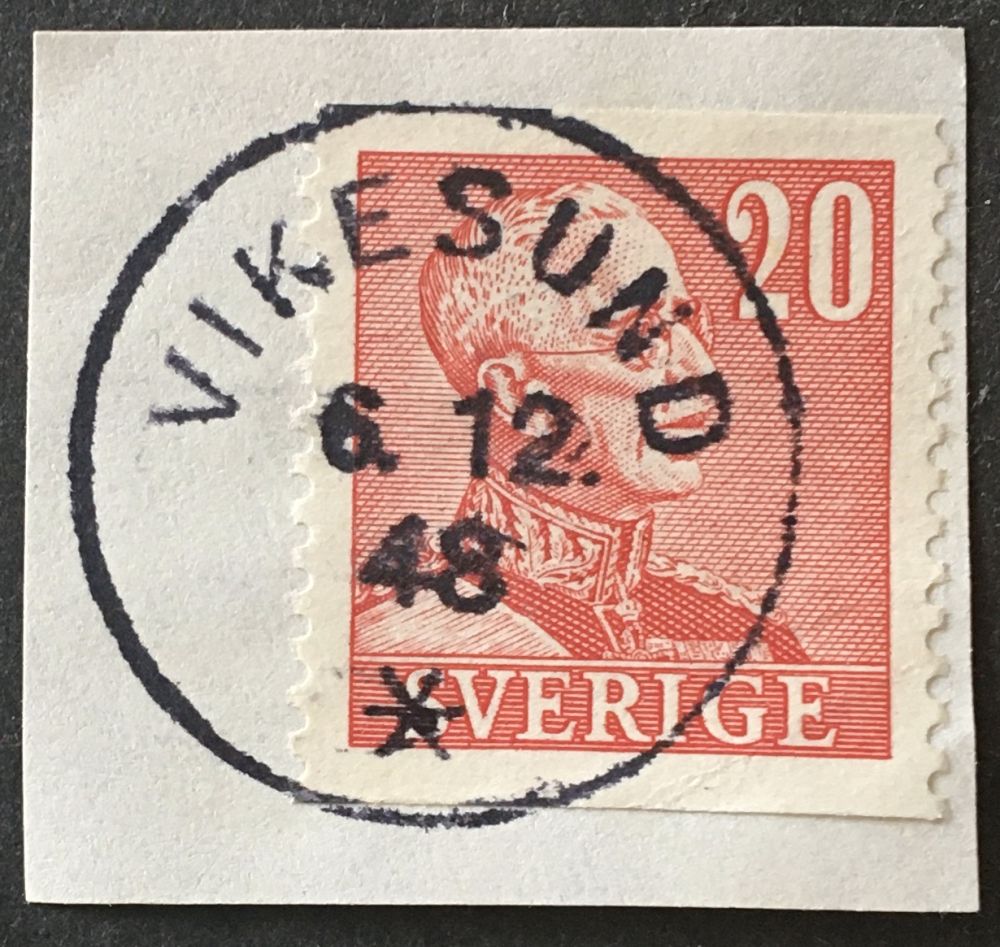 VIKESUND
6. 12.
48
20
SVERIGE